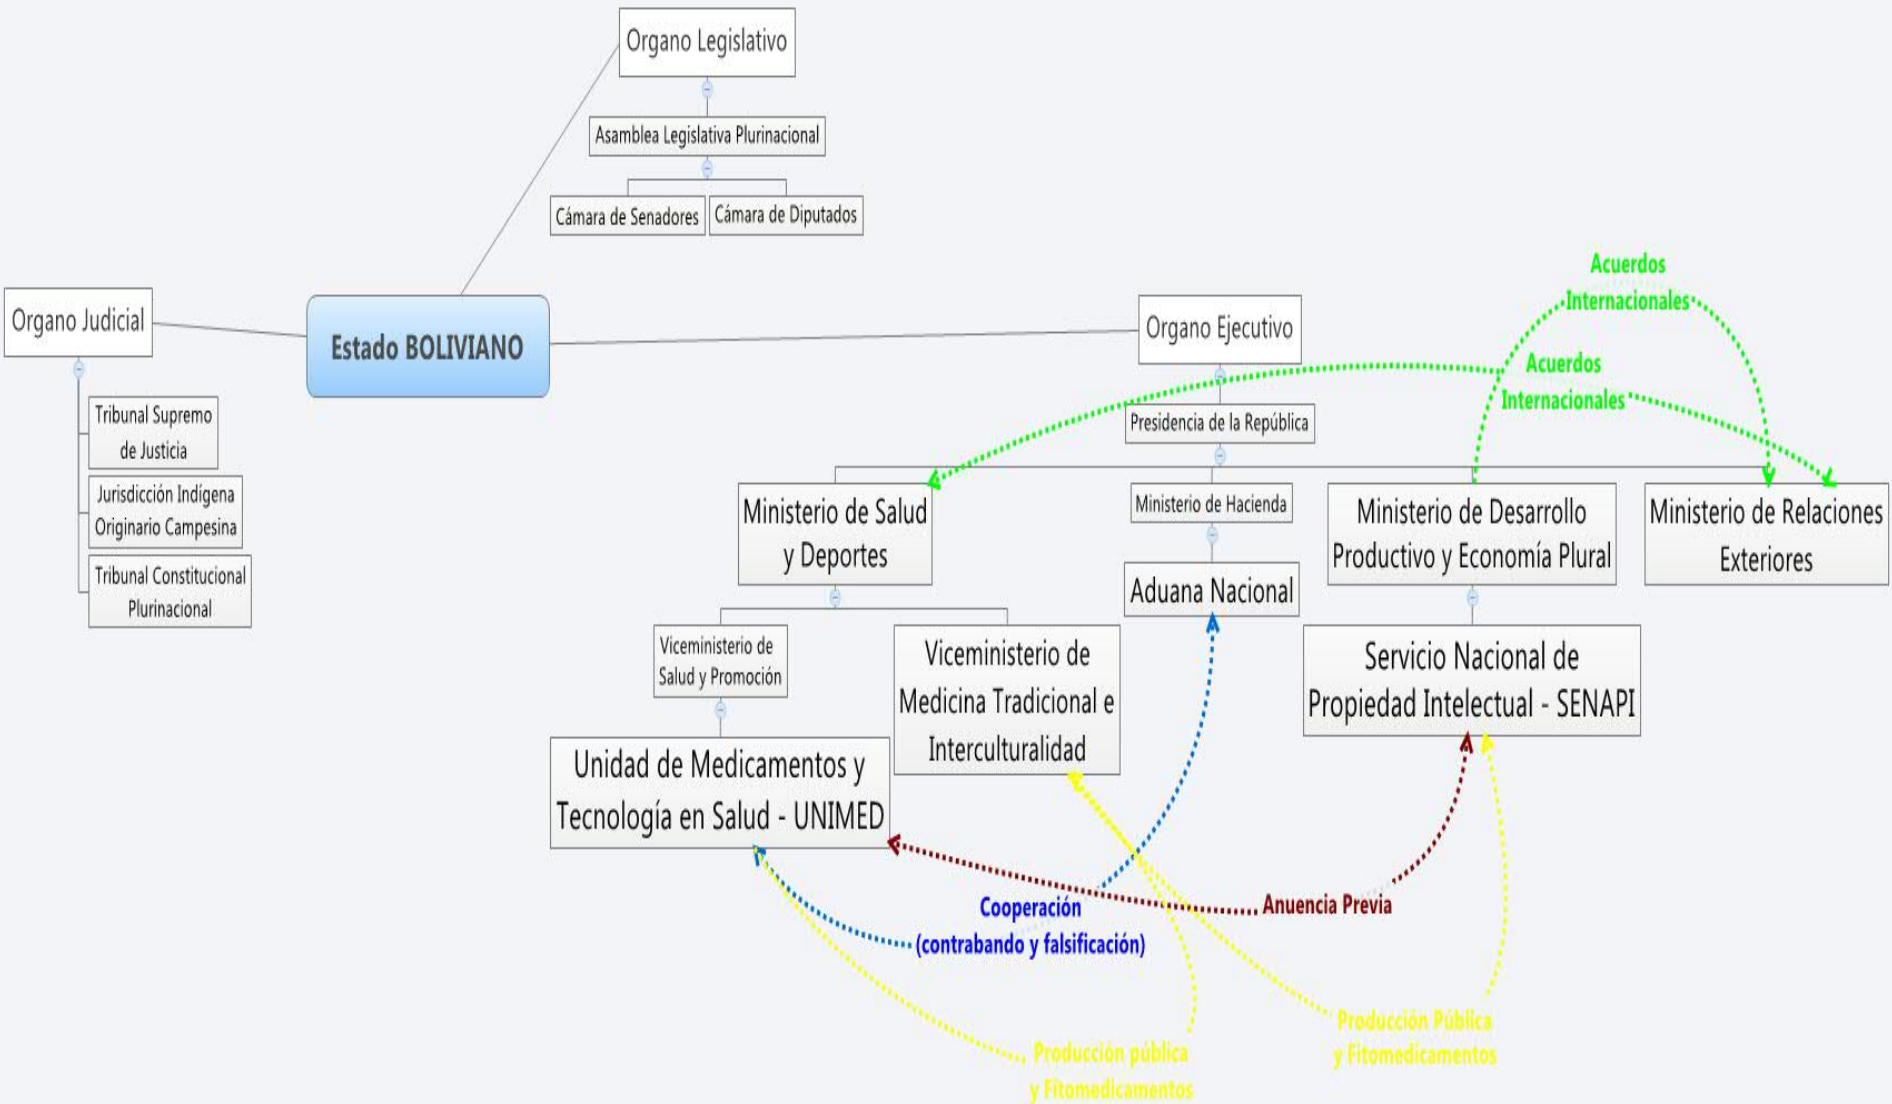 Organo Legislativo
Asamblea Legislativa Plurinacional
Cámara de Senadores
Cámara de Diputados
Organo Judicial
Tribunal Supremo
de Justicia
Jurisdicción Indígena
Originario Campesina
Tribunal Constitucional
Plurinacional
Estado BOLIVIANO
Organo Ejecutivo
Presidencia de la República
Acuerdos
Internacionales
Acuerdos
Internacionales
Ministerio de Salud
y Deportes
Ministerio de Hacienda
Aduana Nacional
Ministerio de Desarrollo
Productivo y Economía Plural
Ministerio de Relaciones
Exteriores
Viceministerio de
Salud y Promoción
Viceministerio de
Medicina Tradicional e
Interculturalidad
Servicio Nacional de
Propiedad Intelectual - SENAPI
Unidad de Medicamentos y
Tecnología en Salud - UNIMED
Cooperación
(contrabando y falsificación)
Anuencia Previa
Producción Pública
y Fitomedicamentos
Producción pública
y Fitomedicamentos